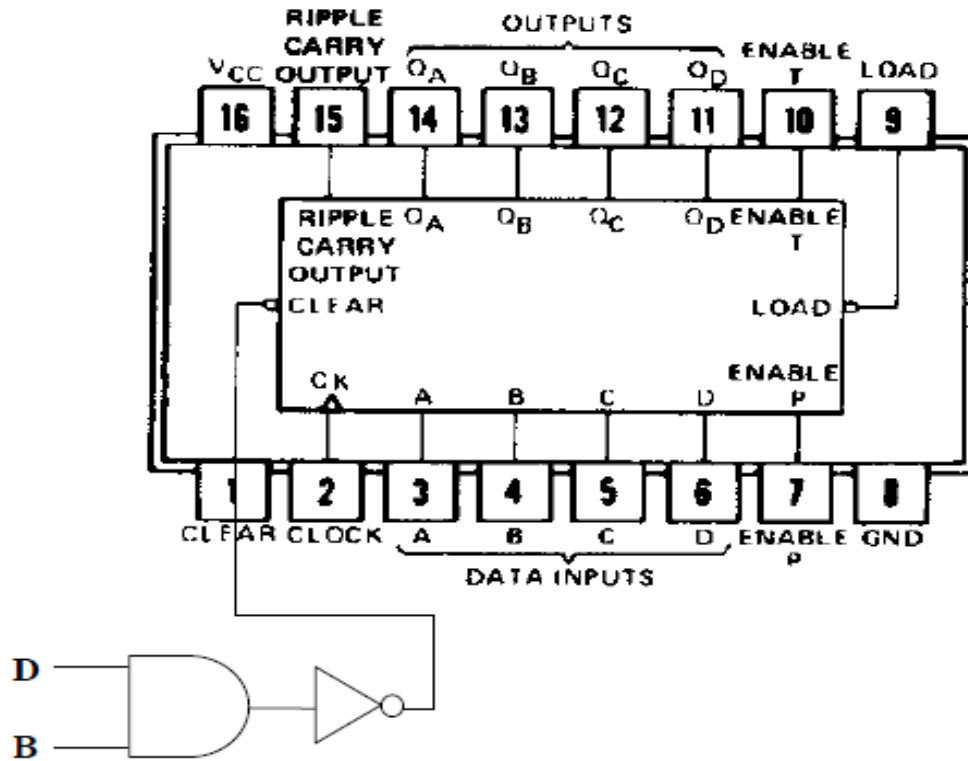 OUTPUTS
RIPPLE CARRY OUTPUT
VCC
QA QB QC QD
ENABLE T
LOAD
16 15 14 13 12 11 10 9
RIPPLE CARRY OUTPUT
QA QB QC QD
ENABLE T
CLEAR
LOAD
CK
A B C D
ENABLE P
1 2 3 4 5 6 7 8
CLEAR CLOCK A B C D ENABLE P GND
DATA INPUTS
D
B